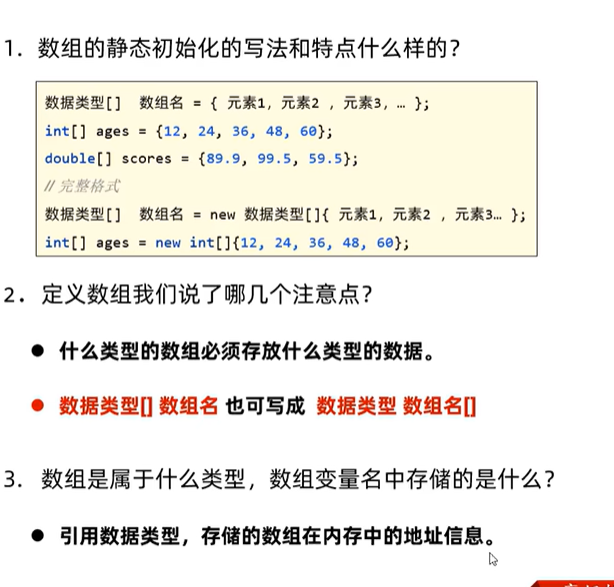 1. 数组的静态初始化的写法和特点什么样的？
数据类型[] 数组名 = { 元素1, 元素2 , 元素3, … };
int[] ages = {12, 24, 36, 48, 60};
double[] scores = {89.9, 99.5, 59.5};
// 完整格式
数据类型[] 数组名 = new 数据类型[]{ 元素1, 元素2 , 元素3… };
int[] ages = new int[]{12, 24, 36, 48, 60};
2. 定义数组我们说了哪几个注意点？
● 什么类型的数组必须存放什么类型的数据。
● 数据类型[] 数组名 也可写成 数据类型 数组名[]
3. 数组是属于什么类型，数组变量名中存储的是什么？
● 引用数据类型，存储的数组在内存中的地址信息。